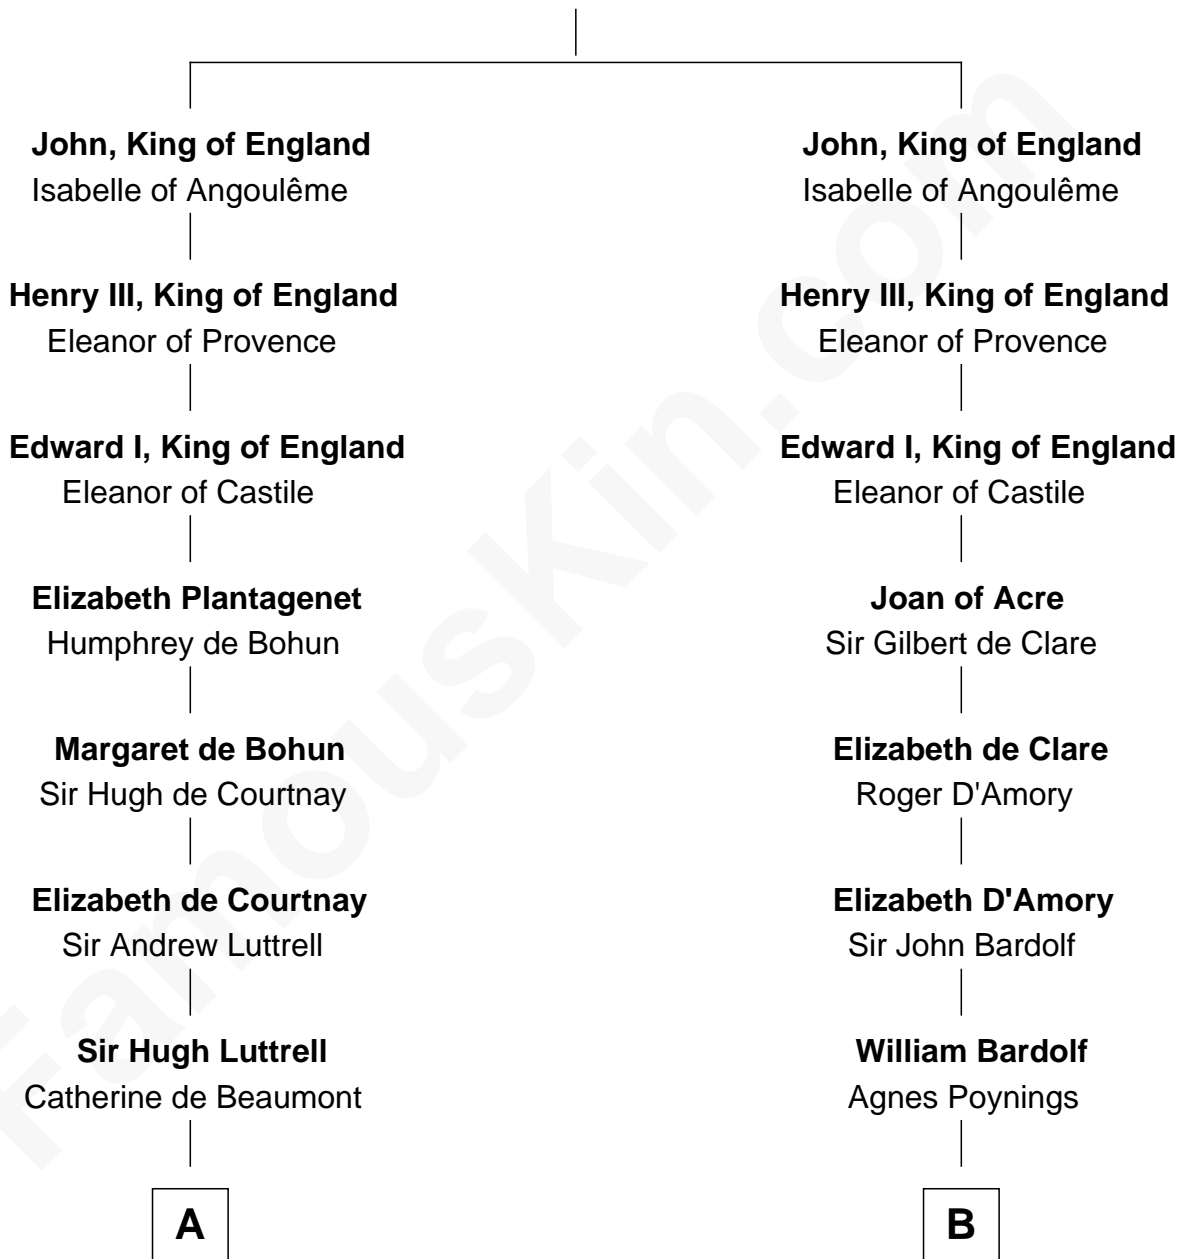 John, King of England
Isabelle of Angoulême
Henry III, King of England
Eleanor of Provence
Edward I, King of England
Eleanor of Castile
Elizabeth Plantagenet
Humphrey de Bohun
Margaret de Bohun
Sir Hugh de Courtnay
Elizabeth de Courtnay
Sir Andrew Luttrell
Sir Hugh Luttrell
Catherine de Beaumont
A
John, King of England
Isabelle of Angoulême
Henry III, King of England
Eleanor of Provence
Edward I, King of England
Eleanor of Castile
Joan of Acre
Sir Gilbert de Clare
Elizabeth de Clare
Roger D'Amory
Elizabeth D'Amory
Sir John Bardolf
William Bardolf
Agnes Poynings
B
FamousKin.com